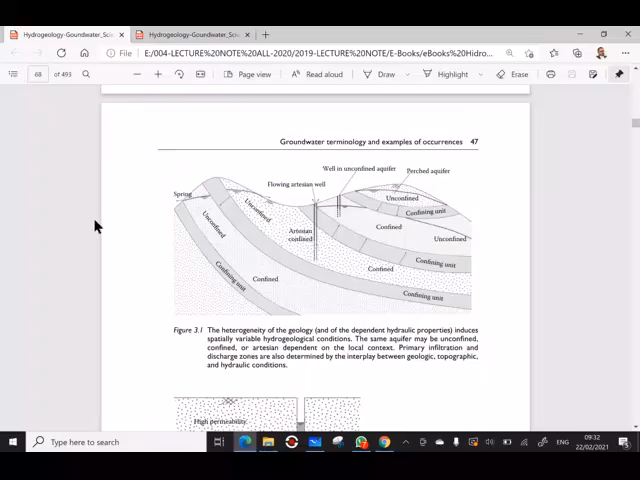 Hydrogeology-Goundwater_Scie
Hydrogeology-Goundwater_Scie
File
E:/004-LECTURE%20NOTE%20ALL-2020/2019-LECTURE%20NOTE/E-Books/eBooks%20Hidro...
68 of 493
Page view
Read aloud
Draw
Highlight
Erase
Groundwater terminology and examples of occurrences 47
Well in unconfined aquifer
Perched aquifer
Flowing artesian well
Spring
Unconfined
Confining unit
Unconfined
Unconfined
Artesian
confined
Confined
Unconfined
Confining unit
Confined
Confined
Confining unit
Confining unit
Figure 3.1 The heterogeneity of the geology (and of the dependent hydraulic properties) induces
spatially variable hydrogeological conditions. The same aquifer may be unconfined,
confined, or artesian dependent on the local context. Primary infiltration and
discharge zones are also determined by the interplay between geologic, topographic,
and hydraulic conditions.
High permeability
Type here to search
ENG
09:32
22/02/2021